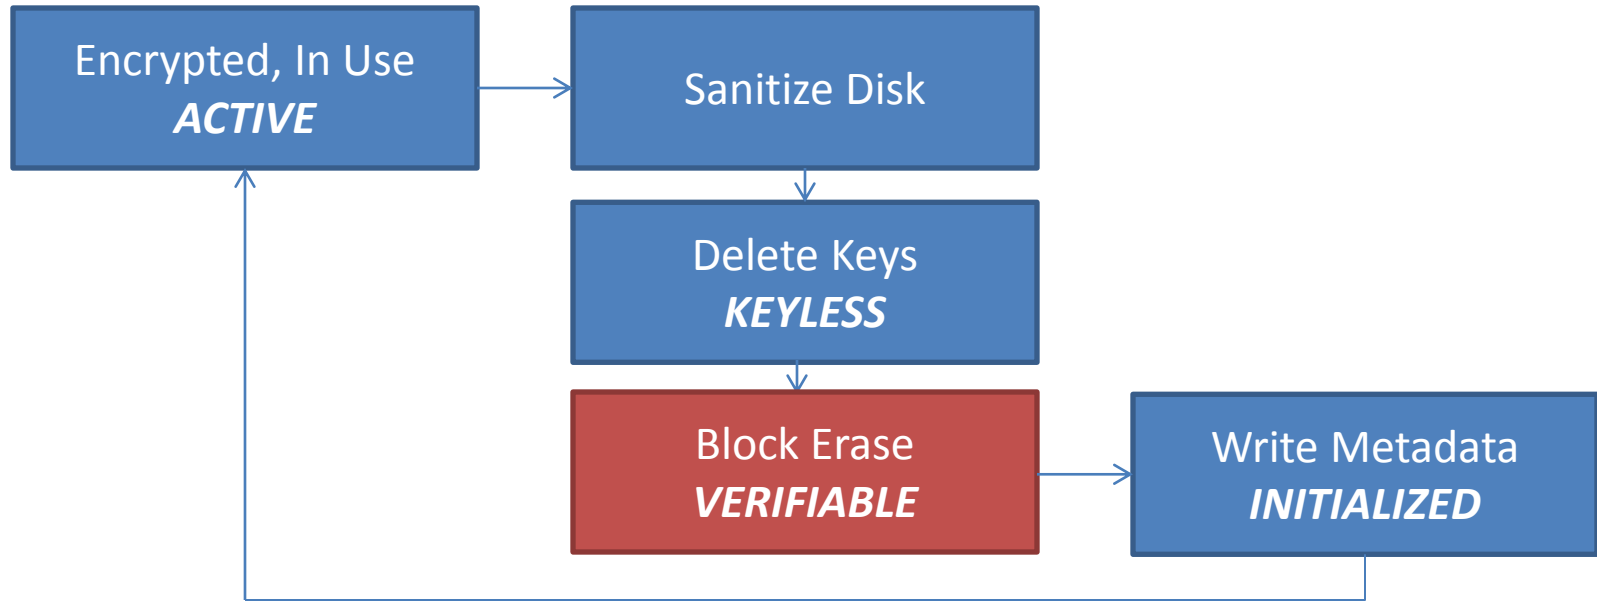 Encrypted, In Use
ACTIVE
Sanitize Disk
Delete Keys
KEYLESS
Block Erase
VERIFIABLE
Write Metadata
INITIALIZED